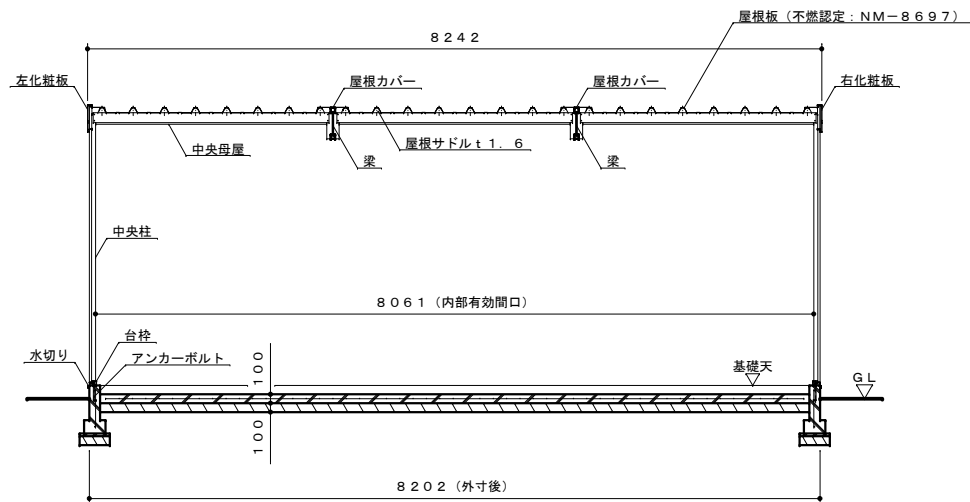 屋根板（不燃認定：ＮＭ－８６９７）
８２４２
左化粧板
屋根カバー
屋根カバー
右化粧板
中央母屋
屋根サドルｔ１．６
梁
梁
中央柱
８０６１（内部有効間口）
台枠
水切り
アンカーボルト
１００
基礎天
ＧＬ
１００
８２０２（外寸後）